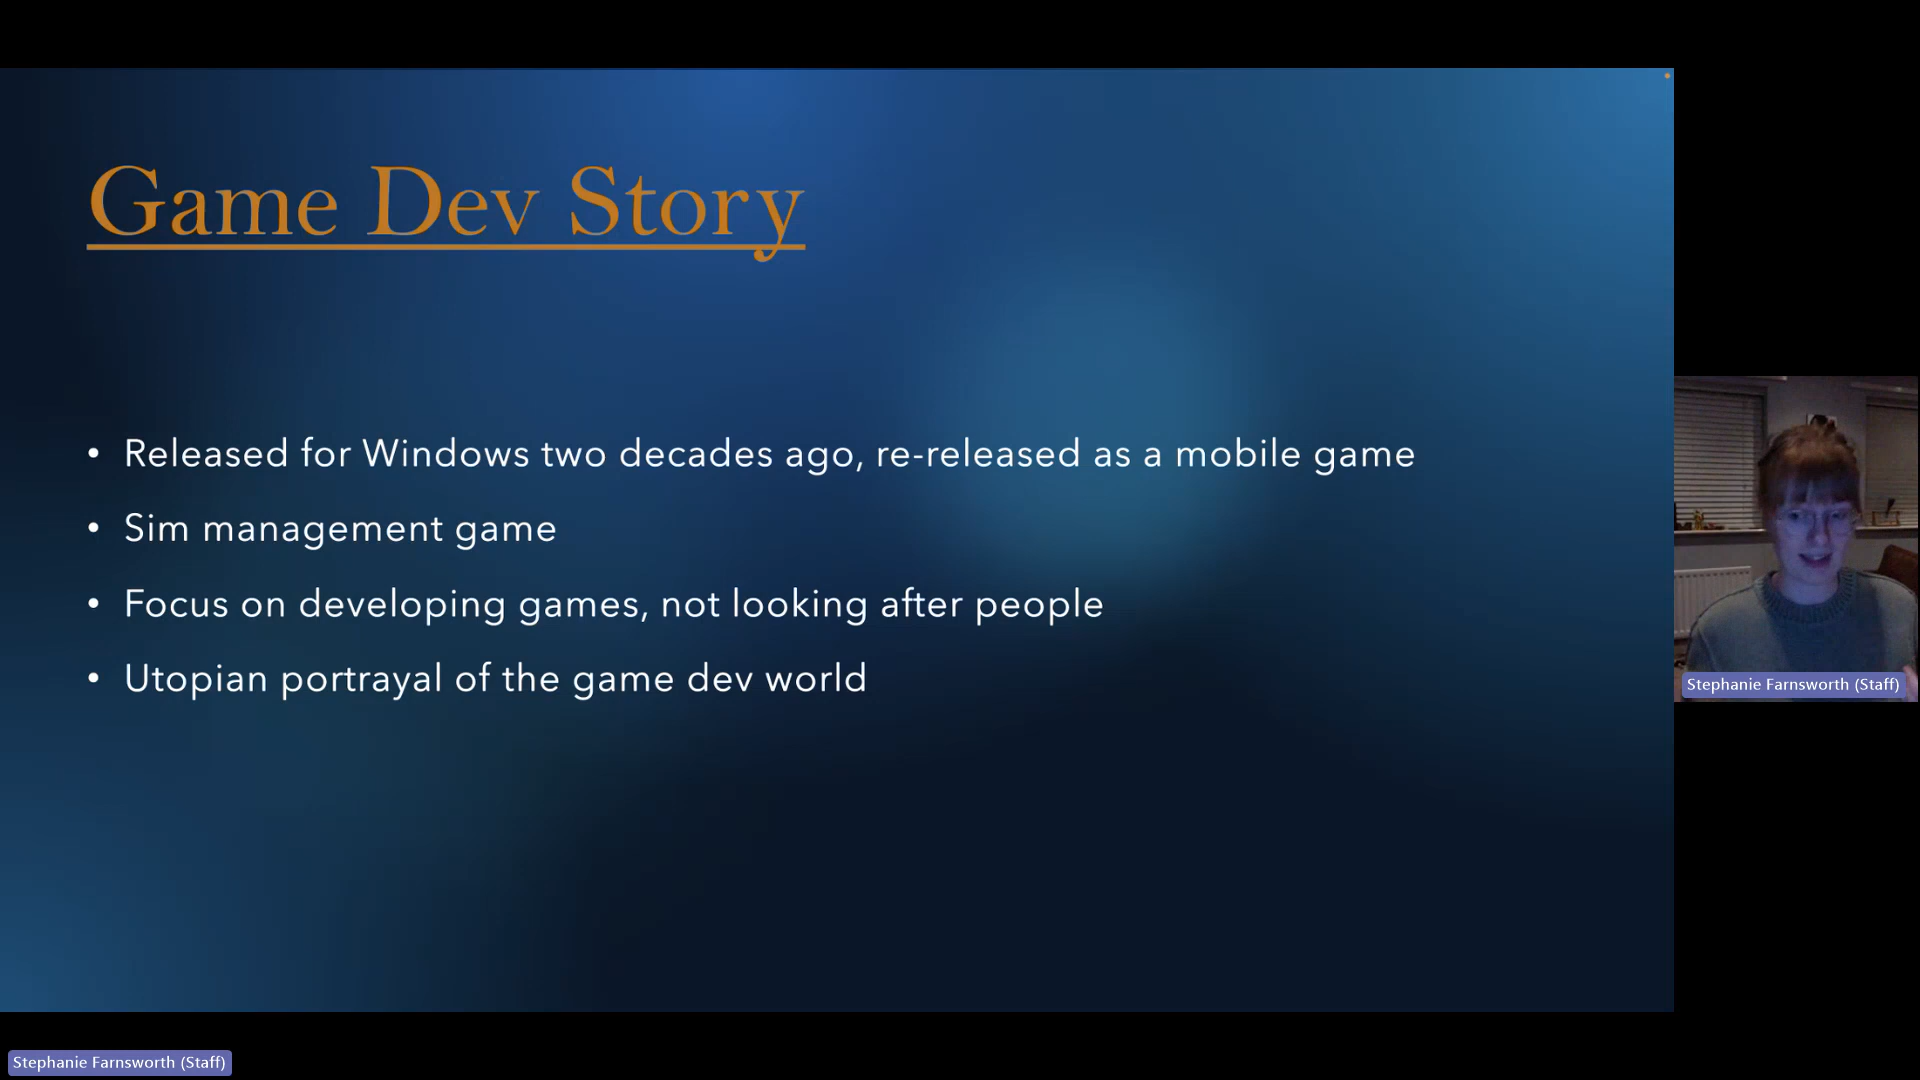 Game Dev Story
• Released for Windows two decades ago, re-released as a mobile game
• Sim management game
• Focus on developing games, not looking after people
• Utopian portrayal of the game dev world
Stephanie Farnsworth (Staff)
Stephanie Farnsworth (Staff)